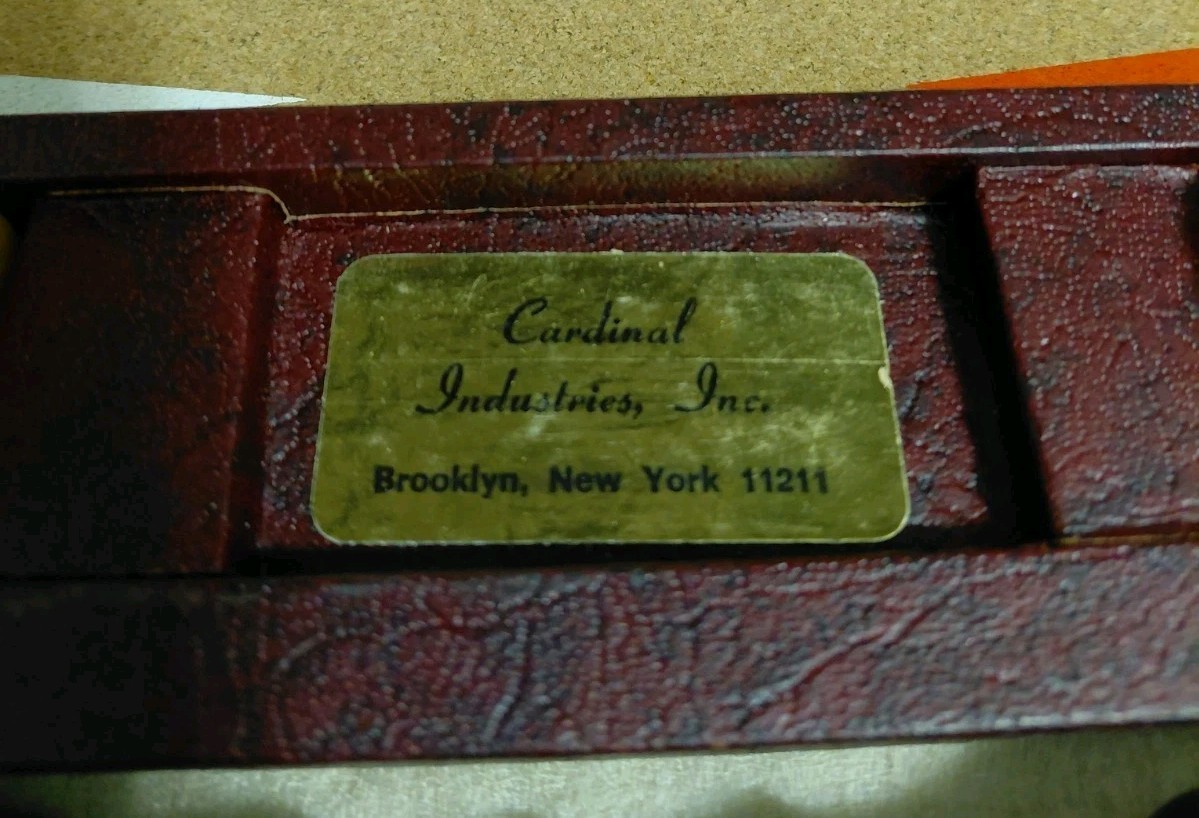 Cardinal
Industries, Inc.
Brooklyn, New York 11211